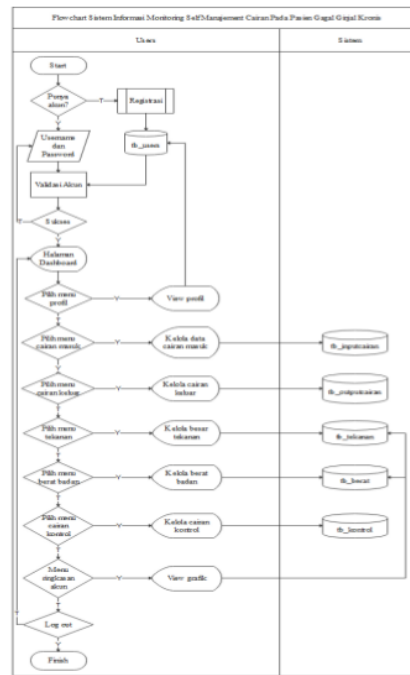 Flowchart Sistem Informasi Monitoring Self Manajement Cairan Pada Pasien Gagal Ginjal Kronis
Users
Sistem
Start
Punya
akun?
Y
Registrasi
Username
dan
Password
tb_users
Validasi Akun
Sukses
Y
Halaman
Dashboard
Pilih menu
profil
Y
View profil
Pilih menu
cairan masuk
Y
Kelola data
cairan masuk
tb_inputcairan
Pilih menu
cairan keluar
Y
Kelola cairan
keluar
tb_outputcairan
Pilih menu
tekanan
Y
Kelola besar
tekanan
tb_tekanan
Pilih menu
berat badan
Y
Kelola berat
badan
tb_berat
Pilih menu
cairan
kontrol
Y
Kelola cairan
kontrol
tb_kontrol
Menu
ringkasan
akun
Y
View grafik
Log out
Y
Finish